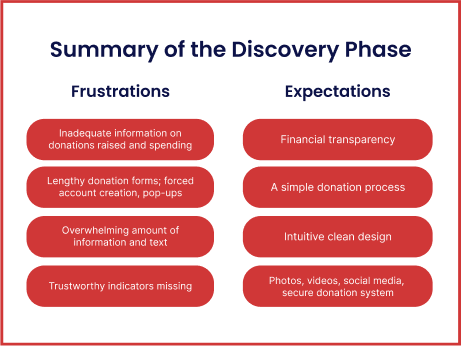 Summary of the Discovery Phase
Frustrations
Inadequate information on
donations raised and spending
Lengthy donation forms; forced
account creation, pop-ups
Overwhelming amount of
information and text
Trustworthy indicators missing
Expectations
Financial transparency
A simple donation process
Intuitive clean design
Photos, videos, social media,
secure donation system